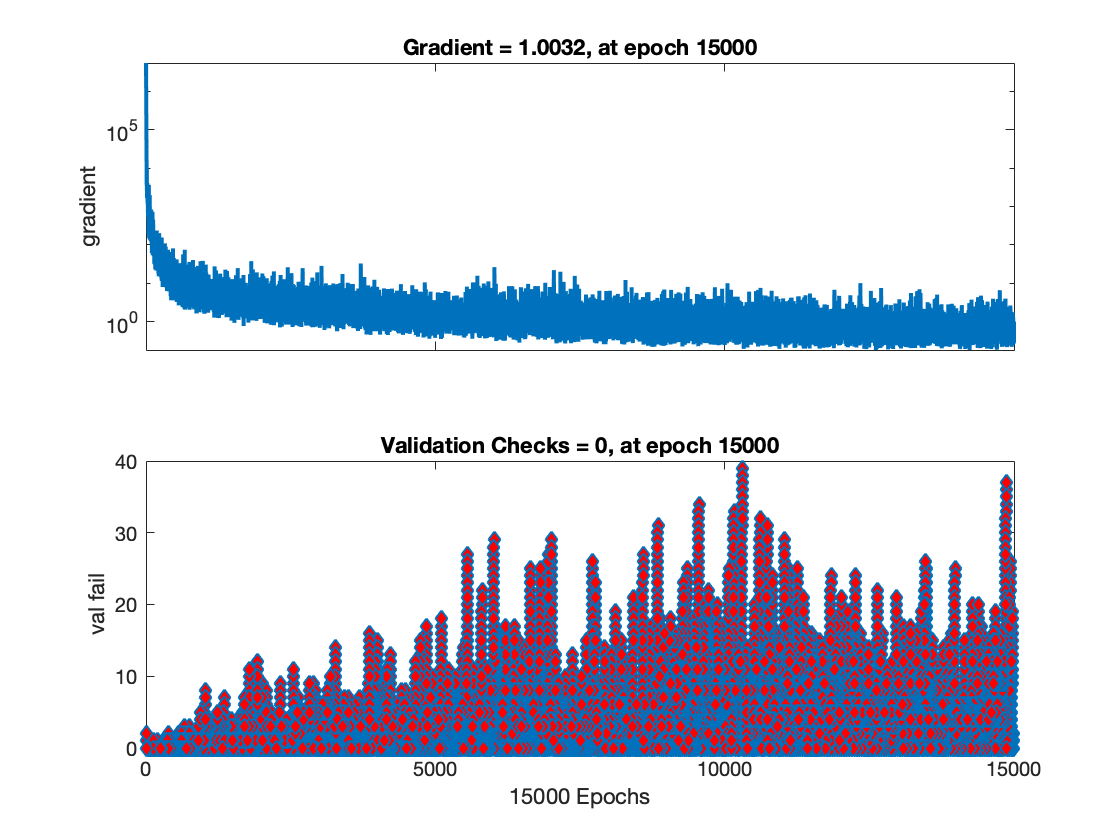 Gradient = 1.0032, at epoch 15000
10^5
gradient
10^0
Validation Checks = 0, at epoch 15000
40
30
20
val fail
10
0
0 5000 10000 15000
15000 Epochs